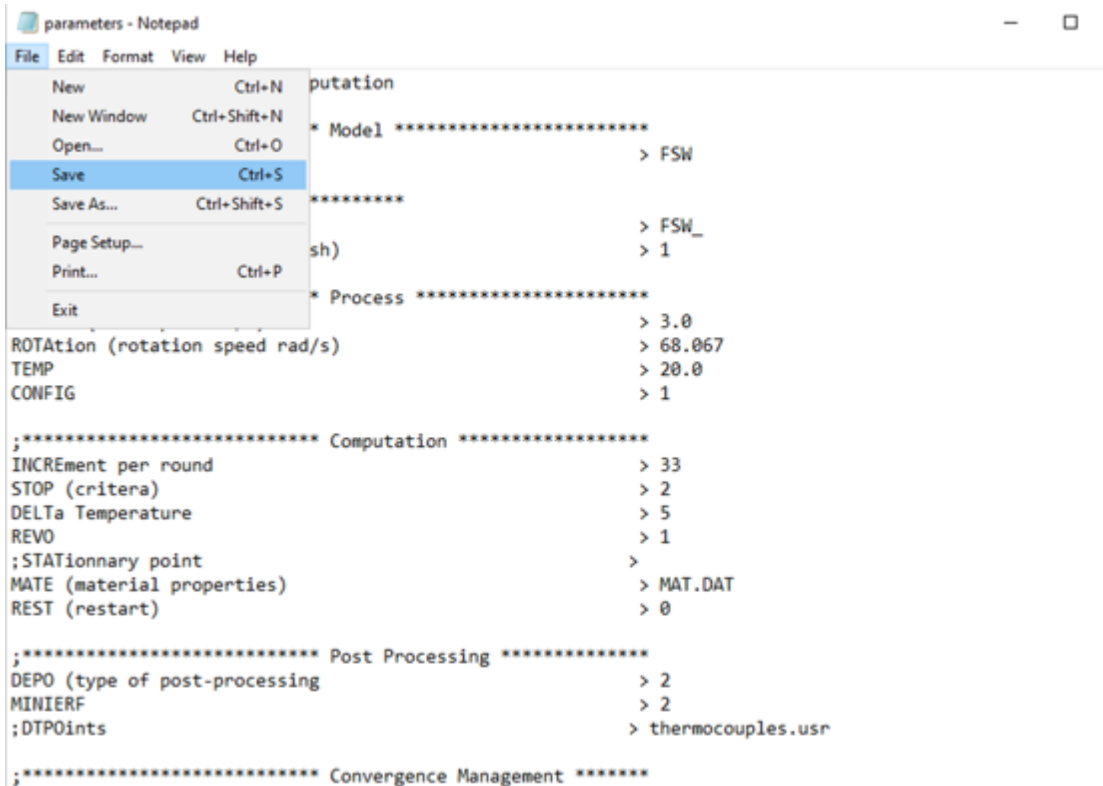 parameters - Notepad
File Edit Format View Help
New Ctrl+N
New Window Ctrl+Shift+N
Open... Ctrl+O
Save Ctrl+S
Save As... Ctrl+Shift+S
Page Setup...
Print... Ctrl+P
Exit
putation
* Model ************************
> FSW
*********
> FSW_
sh) > 1
* Process **********************
> 3.0
ROTAtion (rotation speed rad/s) > 68.067
TEMP > 20.0
CONFIG > 1
;**************************** Computation ******************
INCREment per round > 33
STOP (critera) > 2
DELTa Temperature > 5
REVO > 1
;STATionnary point >
MATE (material properties) > MAT.DAT
REST (restart) > 0
;**************************** Post Processing **************
DEPO (type of post-processing > 2
MINIERF > 2
;DTPOints > thermocouples.usr
;**************************** Convergence Management *******